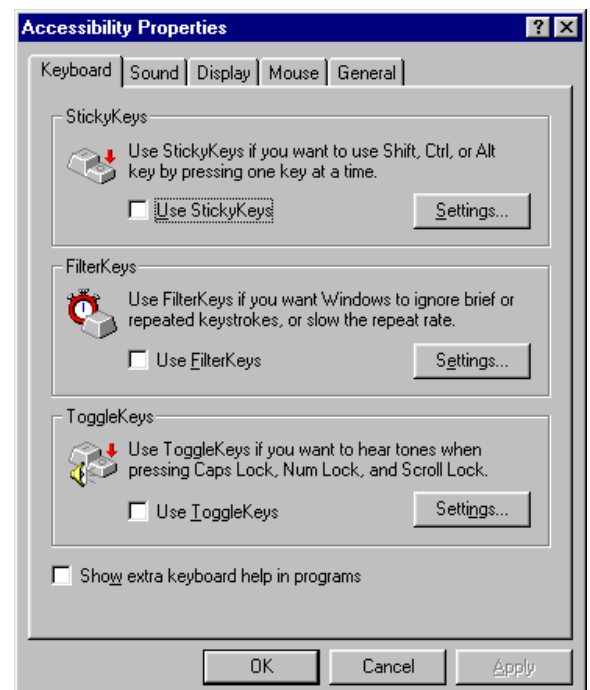 Accessibility Properties
Keyboard Sound Display Mouse General
StickyKeys
Use StickyKeys if you want to use Shift, Ctrl, or Alt
key by pressing one key at a time.
Use StickyKeys Settings...
FilterKeys
Use FilterKeys if you want Windows to ignore brief or
repeated keystrokes, or slow the repeat rate.
Use FilterKeys Settings...
ToggleKeys
Use ToggleKeys if you want to hear tones when
pressing Caps Lock, Num Lock, and Scroll Lock.
Use ToggleKeys Settings...
Show extra keyboard help in programs
OK Cancel Apply